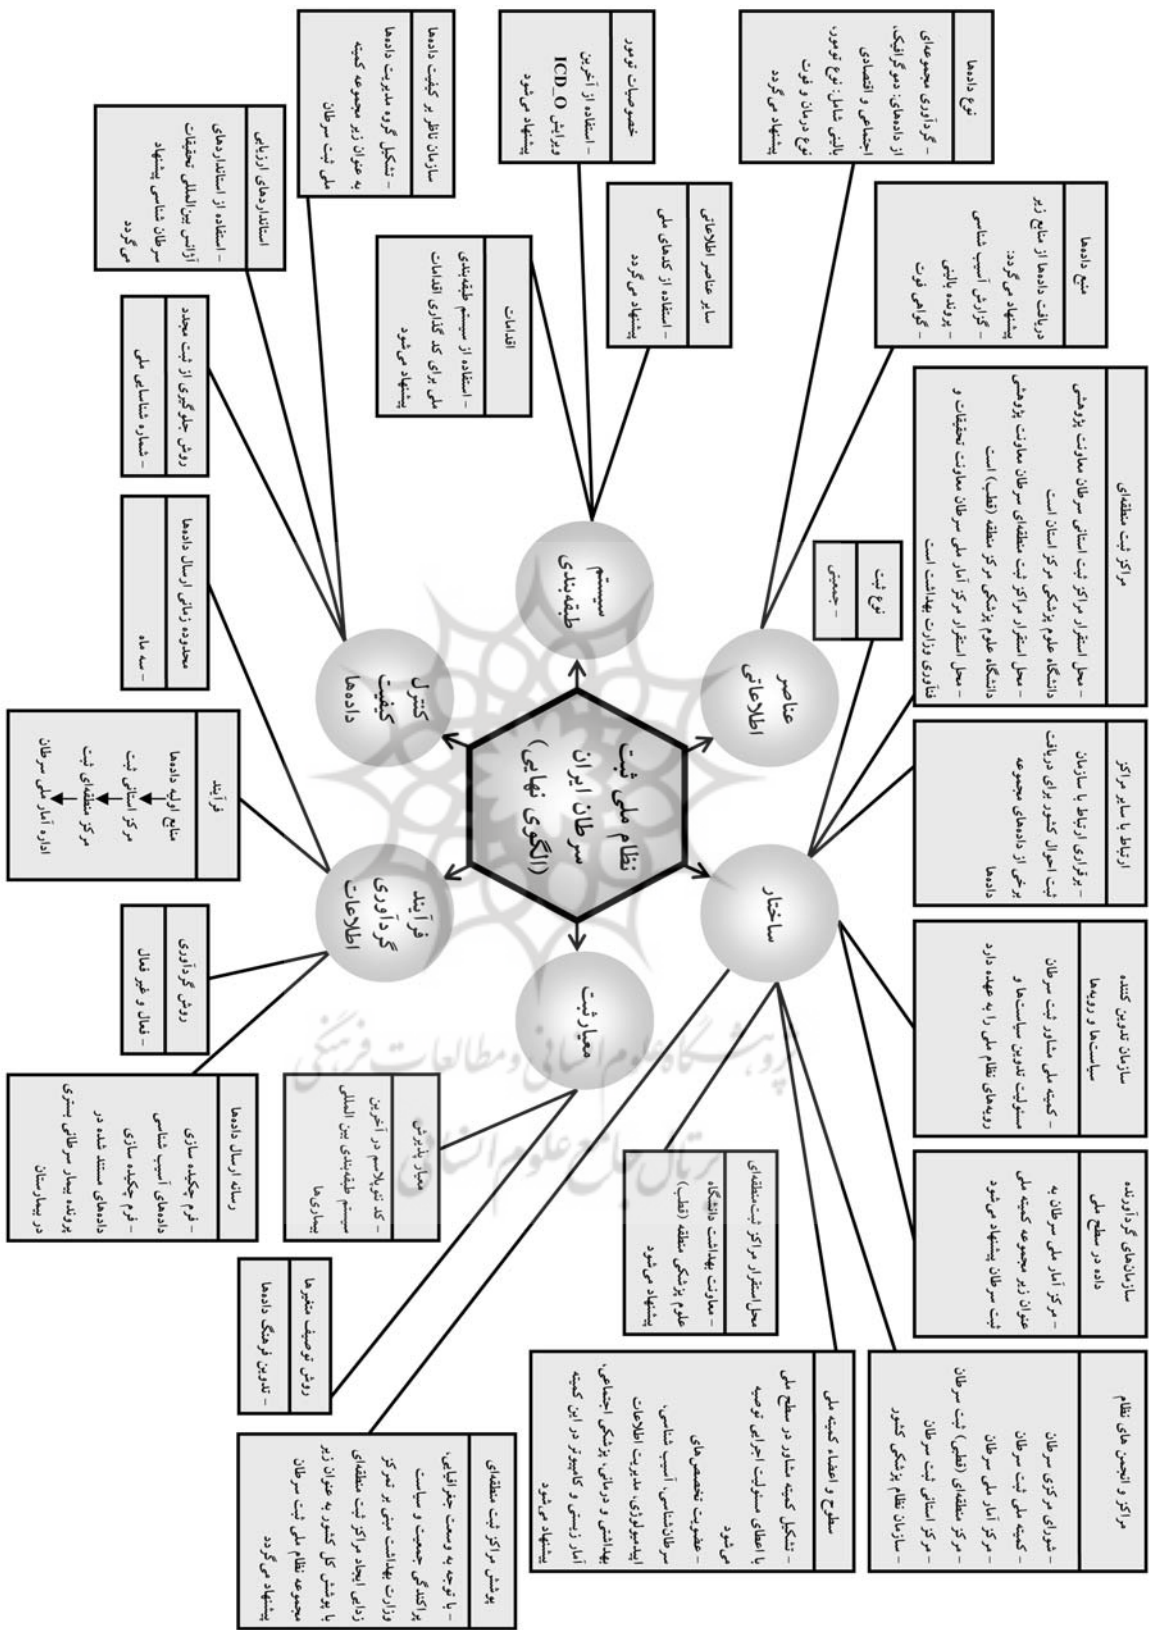 نوع داده‌ها
- گردآوری مجموعه‌ای
از داده‌های: دموگرافیک،
اجتماعی و اقتصادی
بالینی شامل: نوع تومور،
نوع درمان و فوت
پیشنهاد می‌گردد
منبع داده‌ها
دریافت داده‌ها از منابع زیر
پیشنهاد می‌گردد:
- گزارش آسیب شناسی
- پرونده بالینی
- گواهی فوت
مراکز ثبت منطقه‌ای
- محل استقرار مراکز ثبت استانی سرطان معاونت پژوهشی
دانشگاه علوم پزشکی مرکز استان است
- محل استقرار مراکز ثبت منطقه‌ای سرطان معاونت پژوهشی
دانشگاه علوم پزشکی مرکز منطقه (قطب) است
- محل استقرار مرکز آمار ملی سرطان معاونت تحقیقات و
فنآوری وزارت بهداشت است
ارتباط با سایر مراکز
- برقراری ارتباط با سازمان
ثبت احوال کشور برای دریافت
برخی از داده‌های مجموعه
داده‌ها
سازمان تدوین کننده
سیاست‌ها و رویه‌ها
- کمیته ملی مشاور ثبت سرطان
مسئولیت تدوین سیاست‌ها و
رویه‌های نظام ملی را به عهده دارد
سازمان‌های گردآورنده
داده در سطح ملی
- مرکز آمار ملی سرطان به
عنوان زیر مجموعه کمیته ملی
ثبت سرطان پیشنهاد می‌شود
مراکز و انجمن های نظام
- شورای مرکزی سرطان
- کمیته ملی ثبت سرطان
- مرکز آمار ملی سرطان
- مرکز منطقه‌ای (قطبی) ثبت سرطان
- مرکز استانی ثبت سرطان
- سازمان نظام پزشکی کشور
خصوصیات تومور
- استفاده از آخرین
ویرایش ICD_O
پیشنهاد می‌شود
سایر عناصر اطلاعاتی
- استفاده از کدهای ملی
پیشنهاد می‌گردد
اقدامات
- استفاده از سیستم طبقه‌بندی
ملی برای کد گذاری اقدامات
پیشنهاد می‌شود
نوع ثبت
- جمعیتی
عناصر
اطلاعاتی
ساختار
سیستم
طبقه‌بندی
نظام ملی ثبت
سرطان ایران
(الگوی نهایی)
معیار ثبت
کنترل
کیفیت
داده‌ها
فرآیند
گردآوری
اطلاعات
محل استقرار مراکز ثبت منطقه‌ای
- معاونت بهداشت دانشگاه
علوم پزشکی منطقه (قطب)
پیشنهاد می‌شود
سطوح و اعضاء کمیته ملی
- تشکیل کمیته مشاور در سطح ملی
با اعطای مسئولیت اجرایی توصیه
می‌شود
- عضویت تخصص‌های
سرطان‌شناسی، آسیب شناسی،
اپیدمیولوژی، مدیریت اطلاعات
بهداشتی و درمانی، پزشکی اجتماعی،
آمار زیستی و کامپیوتر در این کمیته
پیشنهاد می‌شود
سازمان ناظر بر کیفیت داده‌ها
- تشکیل گروه مدیریت داده‌ها
به عنوان زیر مجموعه کمیته
ملی ثبت سرطان
استانداردهای ارزیابی
- استفاده از استانداردهای
آژانس بین‌المللی تحقیقات
سرطان شناسی پیشنهاد
می‌گردد
روش جلوگیری از ثبت مجدد
- شماره شناسایی ملی
محدوده زمانی ارسال داده‌ها
- سه ماه
فرآیند
منابع اولیه داده‌ها
مرکز استانی ثبت
مرکز منطقه‌ای ثبت
اداره آمار ملی سرطان
روش گردآوری
- فعال و غیر فعال
رسانه ارسال داده‌ها
- فرم چکیده سازی
داده‌های آسیب شناسی
- فرم چکیده سازی
داده‌های مستند شده در
پرونده بیمار سرطانی بستری
در بیمارستان
معیار پذیرش
- کد نئوپلاسم در آخرین
سیستم طبقه‌بندی بین المللی
بیماری‌ها
روش توصیف متغیرها
- تدوین فرهنگ داده‌ها
پوشش مراکز ثبت منطقه‌ای
- با توجه به وسعت جغرافیایی،
پراکندگی جمعیت و سیاست
وزارت بهداشت مبنی بر تمرکز
زدایی ایجاد مراکز ثبت منطقه‌ای
با پوشش کل کشور به عنوان زیر
مجموعه نظام ملی ثبت سرطان
پیشنهاد می‌گردد
پژوهشگاه علوم انسانی و مطالعات فرهنگی
پرتال جامع علوم انسانی